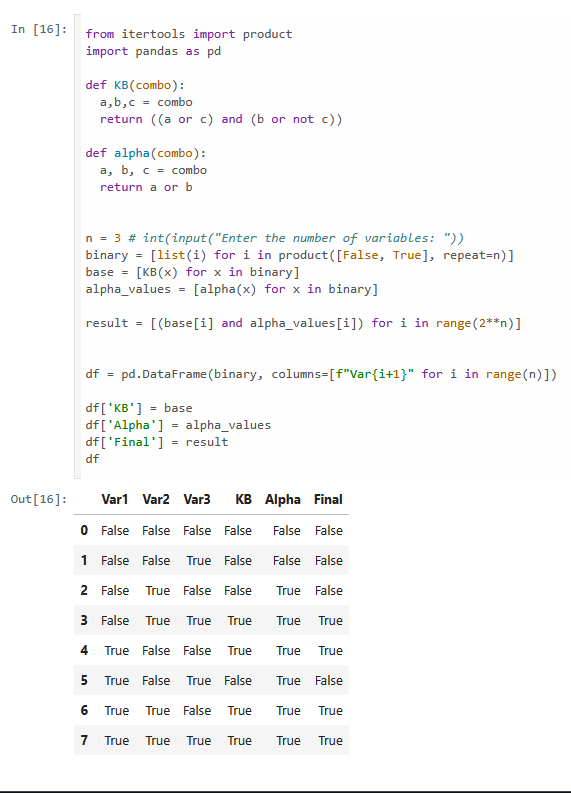 In [16]:
from itertools import product
import pandas as pd
def KB(combo):
  a,b,c = combo
  return ((a or c) and (b or not c))
def alpha(combo):
  a, b, c = combo
  return a or b
n = 3 # int(input("Enter the number of variables: "))
binary = [list(i) for i in product([False, True], repeat=n)]
base = [KB(x) for x in binary]
alpha_values = [alpha(x) for x in binary]
result = [(base[i] and alpha_values[i]) for i in range(2**n)]
df = pd.DataFrame(binary, columns=[f"Var{i+1}" for i in range(n)])
df['KB'] = base
df['Alpha'] = alpha_values
df['Final'] = result
df
Out[16]:
Var1 Var2 Var3 KB Alpha Final
0 False False False False False False
1 False False True False False False
2 False True False False True False
3 False True True True True True
4 True False False True True True
5 True False True False True False
6 True True False True True True
7 True True True True True True